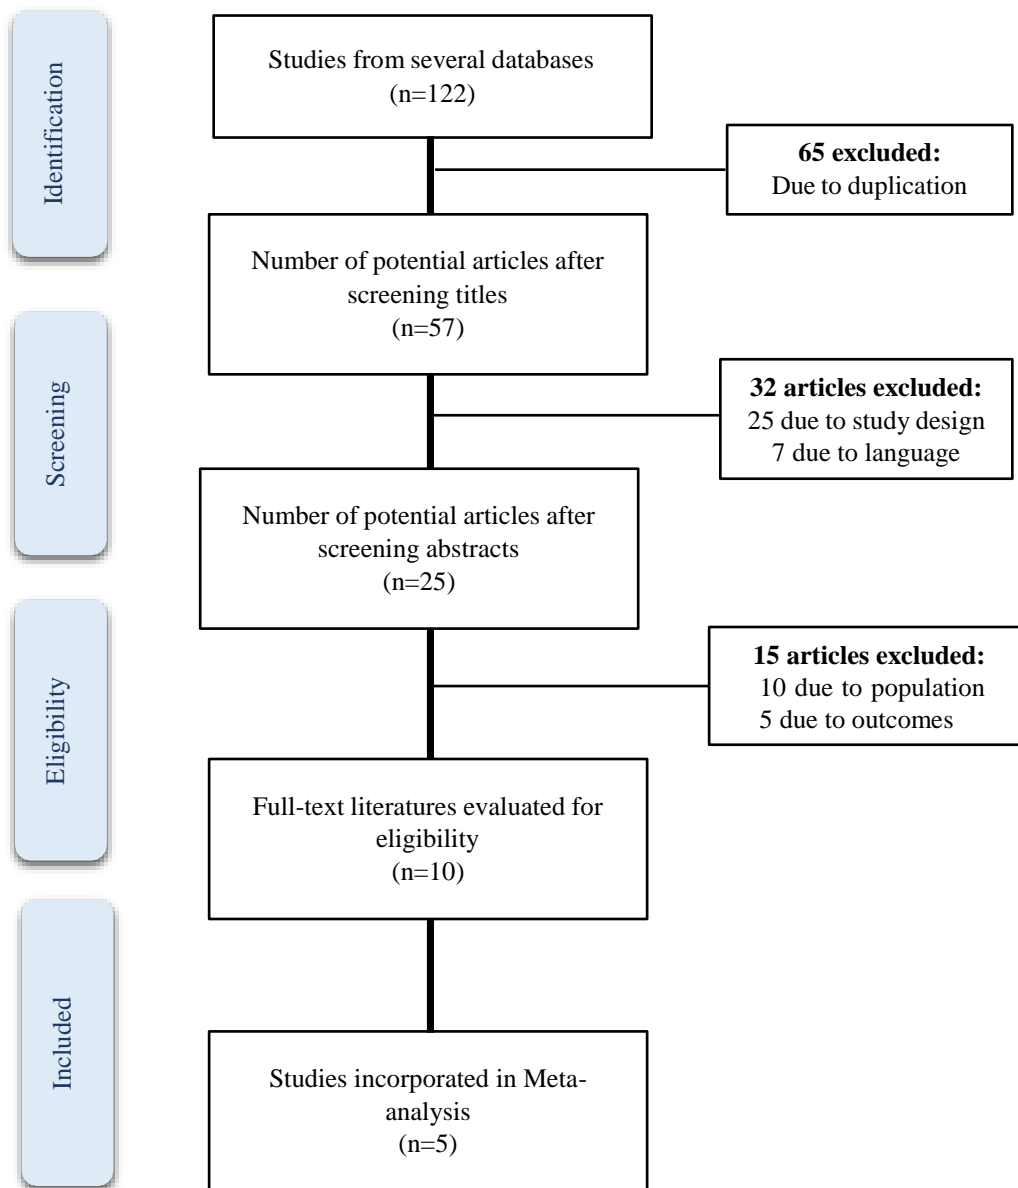 Identification
Studies from several databases
(n=122)
65 excluded:
Due to duplication
Number of potential articles after
screening titles
(n=57)
Screening
32 articles excluded:
25 due to study design
7 due to language
Number of potential articles after
screening abstracts
(n=25)
Eligibility
15 articles excluded:
10 due to population
5 due to outcomes
Full-text literatures evaluated for
eligibility
(n=10)
Included
Studies incorporated in Meta-
analysis
(n=5)